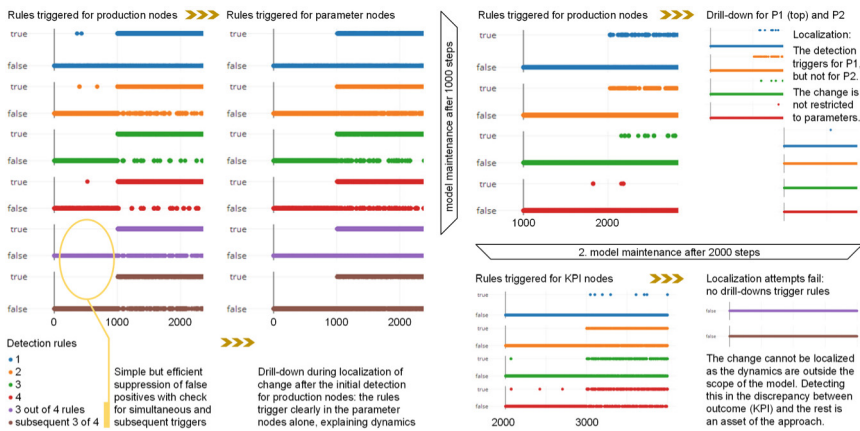 Rules triggered for production nodes
true
false
true
false
true
false
true
false
true
false
true
false
0
1000
2000
Rules triggered for parameter nodes
0
1000
2000
model maintenance after 1000 steps
Rules triggered for production nodes
true
false
true
false
true
false
true
false
1000
2000
Drill-down for P1 (top) and P2
Localization:
The detection
triggers for P1.
but not for P2.
The change is
not restricted
to parameters.
2. model maintenance after 2000 steps
Detection rules
1
2
3
4
3 out of 4 rules
subsequent 3 of 4
Simple but efficient
suppression of false
positives with check
for simultaneous and
subsequent triggers
Drill-down during localization of
change after the initial detection
for production nodes: the rules
trigger clearly in the parameter
nodes alone, explaining dynamics
Rules triggered for KPI nodes
true
false
true
false
true
false
true
false
2000
3000
Localization attempts fail:
no drill-downs trigger rules
false
false
The change cannot be localized
as the dynamics are outside the
scope of the model. Detecting
this in the discrepancy between
outcome (KPI) and the rest is
an asset of the approach.